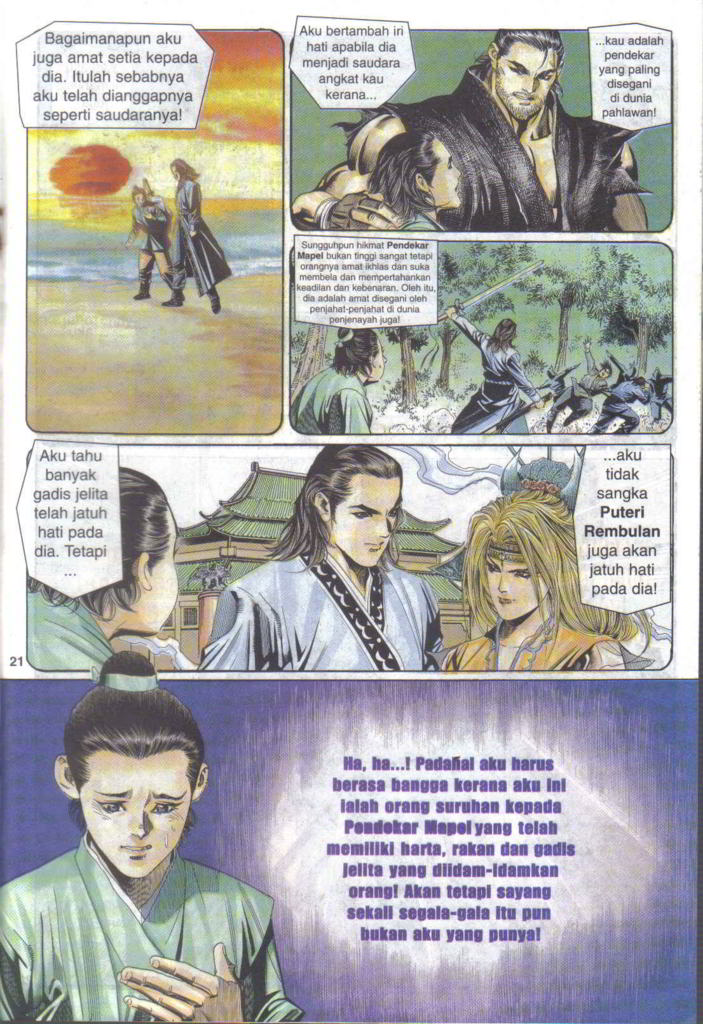 Bagaimanapun aku
juga amat setia kepada
dia. Itulah sebabnya
aku telah dianggapnya
seperti saudaranya!
Aku bertambah iri
hati apabila dia
menjadi saudara
angkat kau
kerana...
...kau adalah
pendekar
yang paling
disegani
di dunia
pahlawan!
Sungguhpun hikmat Pendekar
Mapel bukan tinggi sangat tetapi
orangnya amat ikhlas dan suka
membela dan mempertahankan
keadilan dan kebenaran. Oleh itu,
dia adalah amat disegani oleh
penjahat-penjahat di dunia
penjenayah juga!
Aku tahu
banyak
gadis jelita
telah jatuh
hati pada
dia. Tetapi
...
...aku
tidak
sangka
Puteri
Rembulan
juga akan
jatuh hati
pada dia!
21
Ha, ha...! Padahal aku harus
berasa bangga kerana aku ini
ialah orang suruhan kepada
Pendekar Mapel yang telah
memiliki harta, rakan dan gadis
jelita yang diidam-idamkan
orang! Akan tetapi sayang
sekali segala-gala itu pun
bukan aku yang punya!